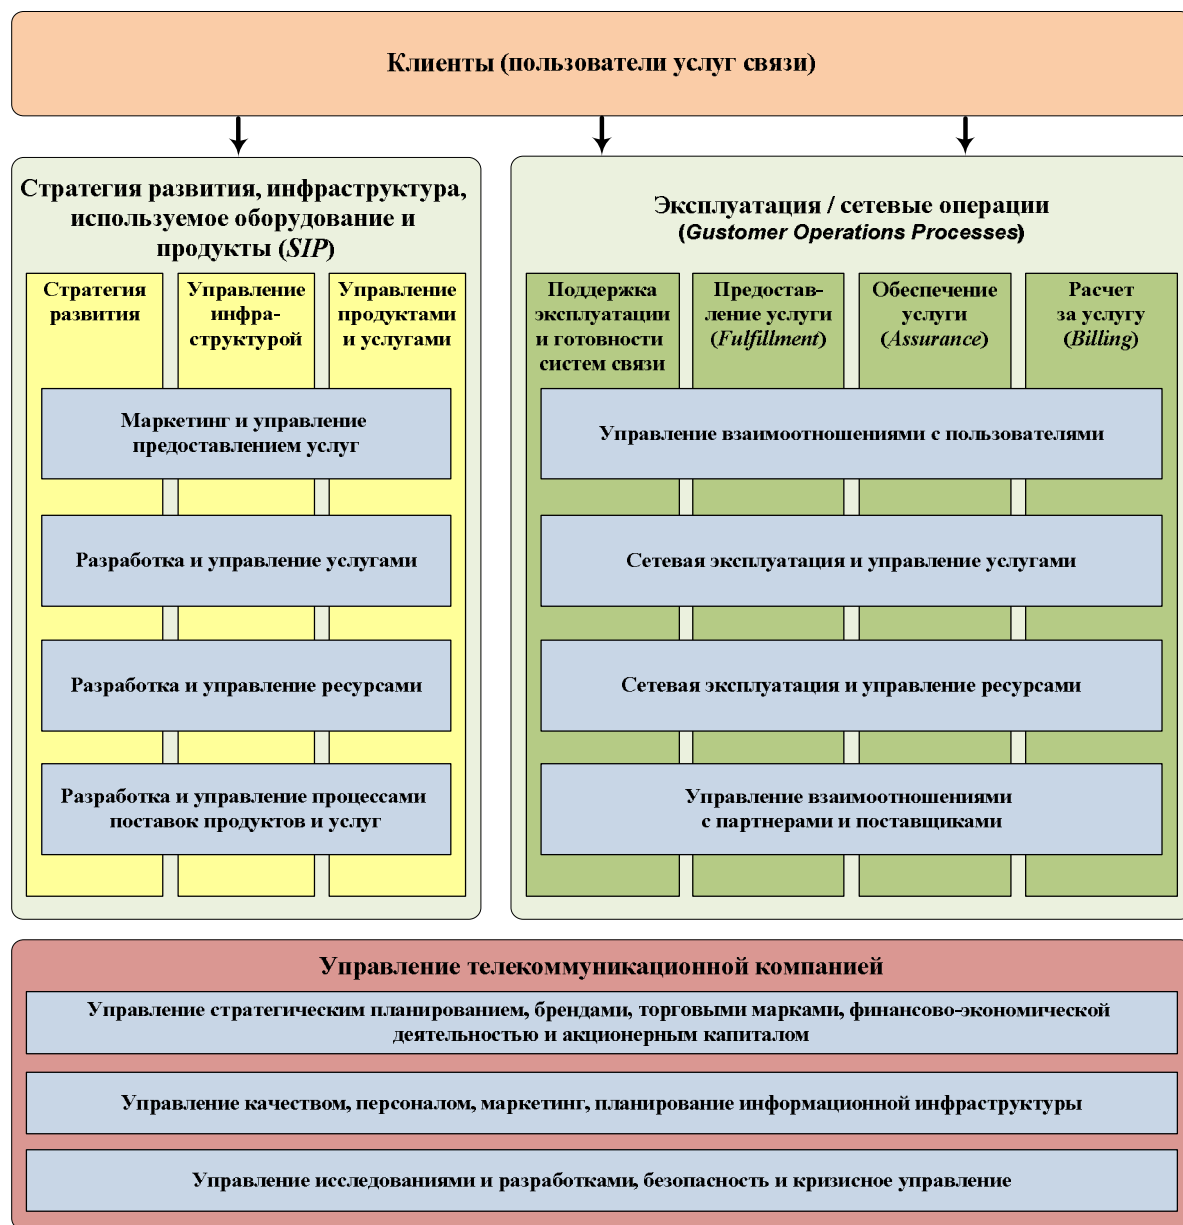 Клиенты (пользователи услуг связи)
Стратегия развития, инфраструктура,
используемое оборудование и
продукты (SIP)
Эксплуатация / сетевые операции
(Gustomer Operations Processes)
Стратегия
развития
Управление
инфра-
структурой
Управление
продуктами
и услугами
Поддержка
эксплуатации
и готовности
систем связи
Предостав-
ление услуги
(Fulfillment)
Обеспечение
услуги
(Assurance)
Расчет
за услугу
(Billing)
Маркетинг и управление
предоставлением услуг
Управление взаимоотношениями с пользователями
Разработка и управление услугами
Сетевая эксплуатация и управление услугами
Разработка и управление ресурсами
Сетевая эксплуатация и управление ресурсами
Разработка и управление процессами
поставок продуктов и услуг
Управление взаимоотношениями
с партнерами и поставщиками
Управление телекоммуникационной компанией
Управление стратегическим планированием, брендами, торговыми марками, финансово-экономической
деятельностью и акционерным капиталом
Управление качеством, персоналом, маркетинг, планирование информационной инфраструктуры
Управление исследованиями и разработками, безопасность и кризисное управление